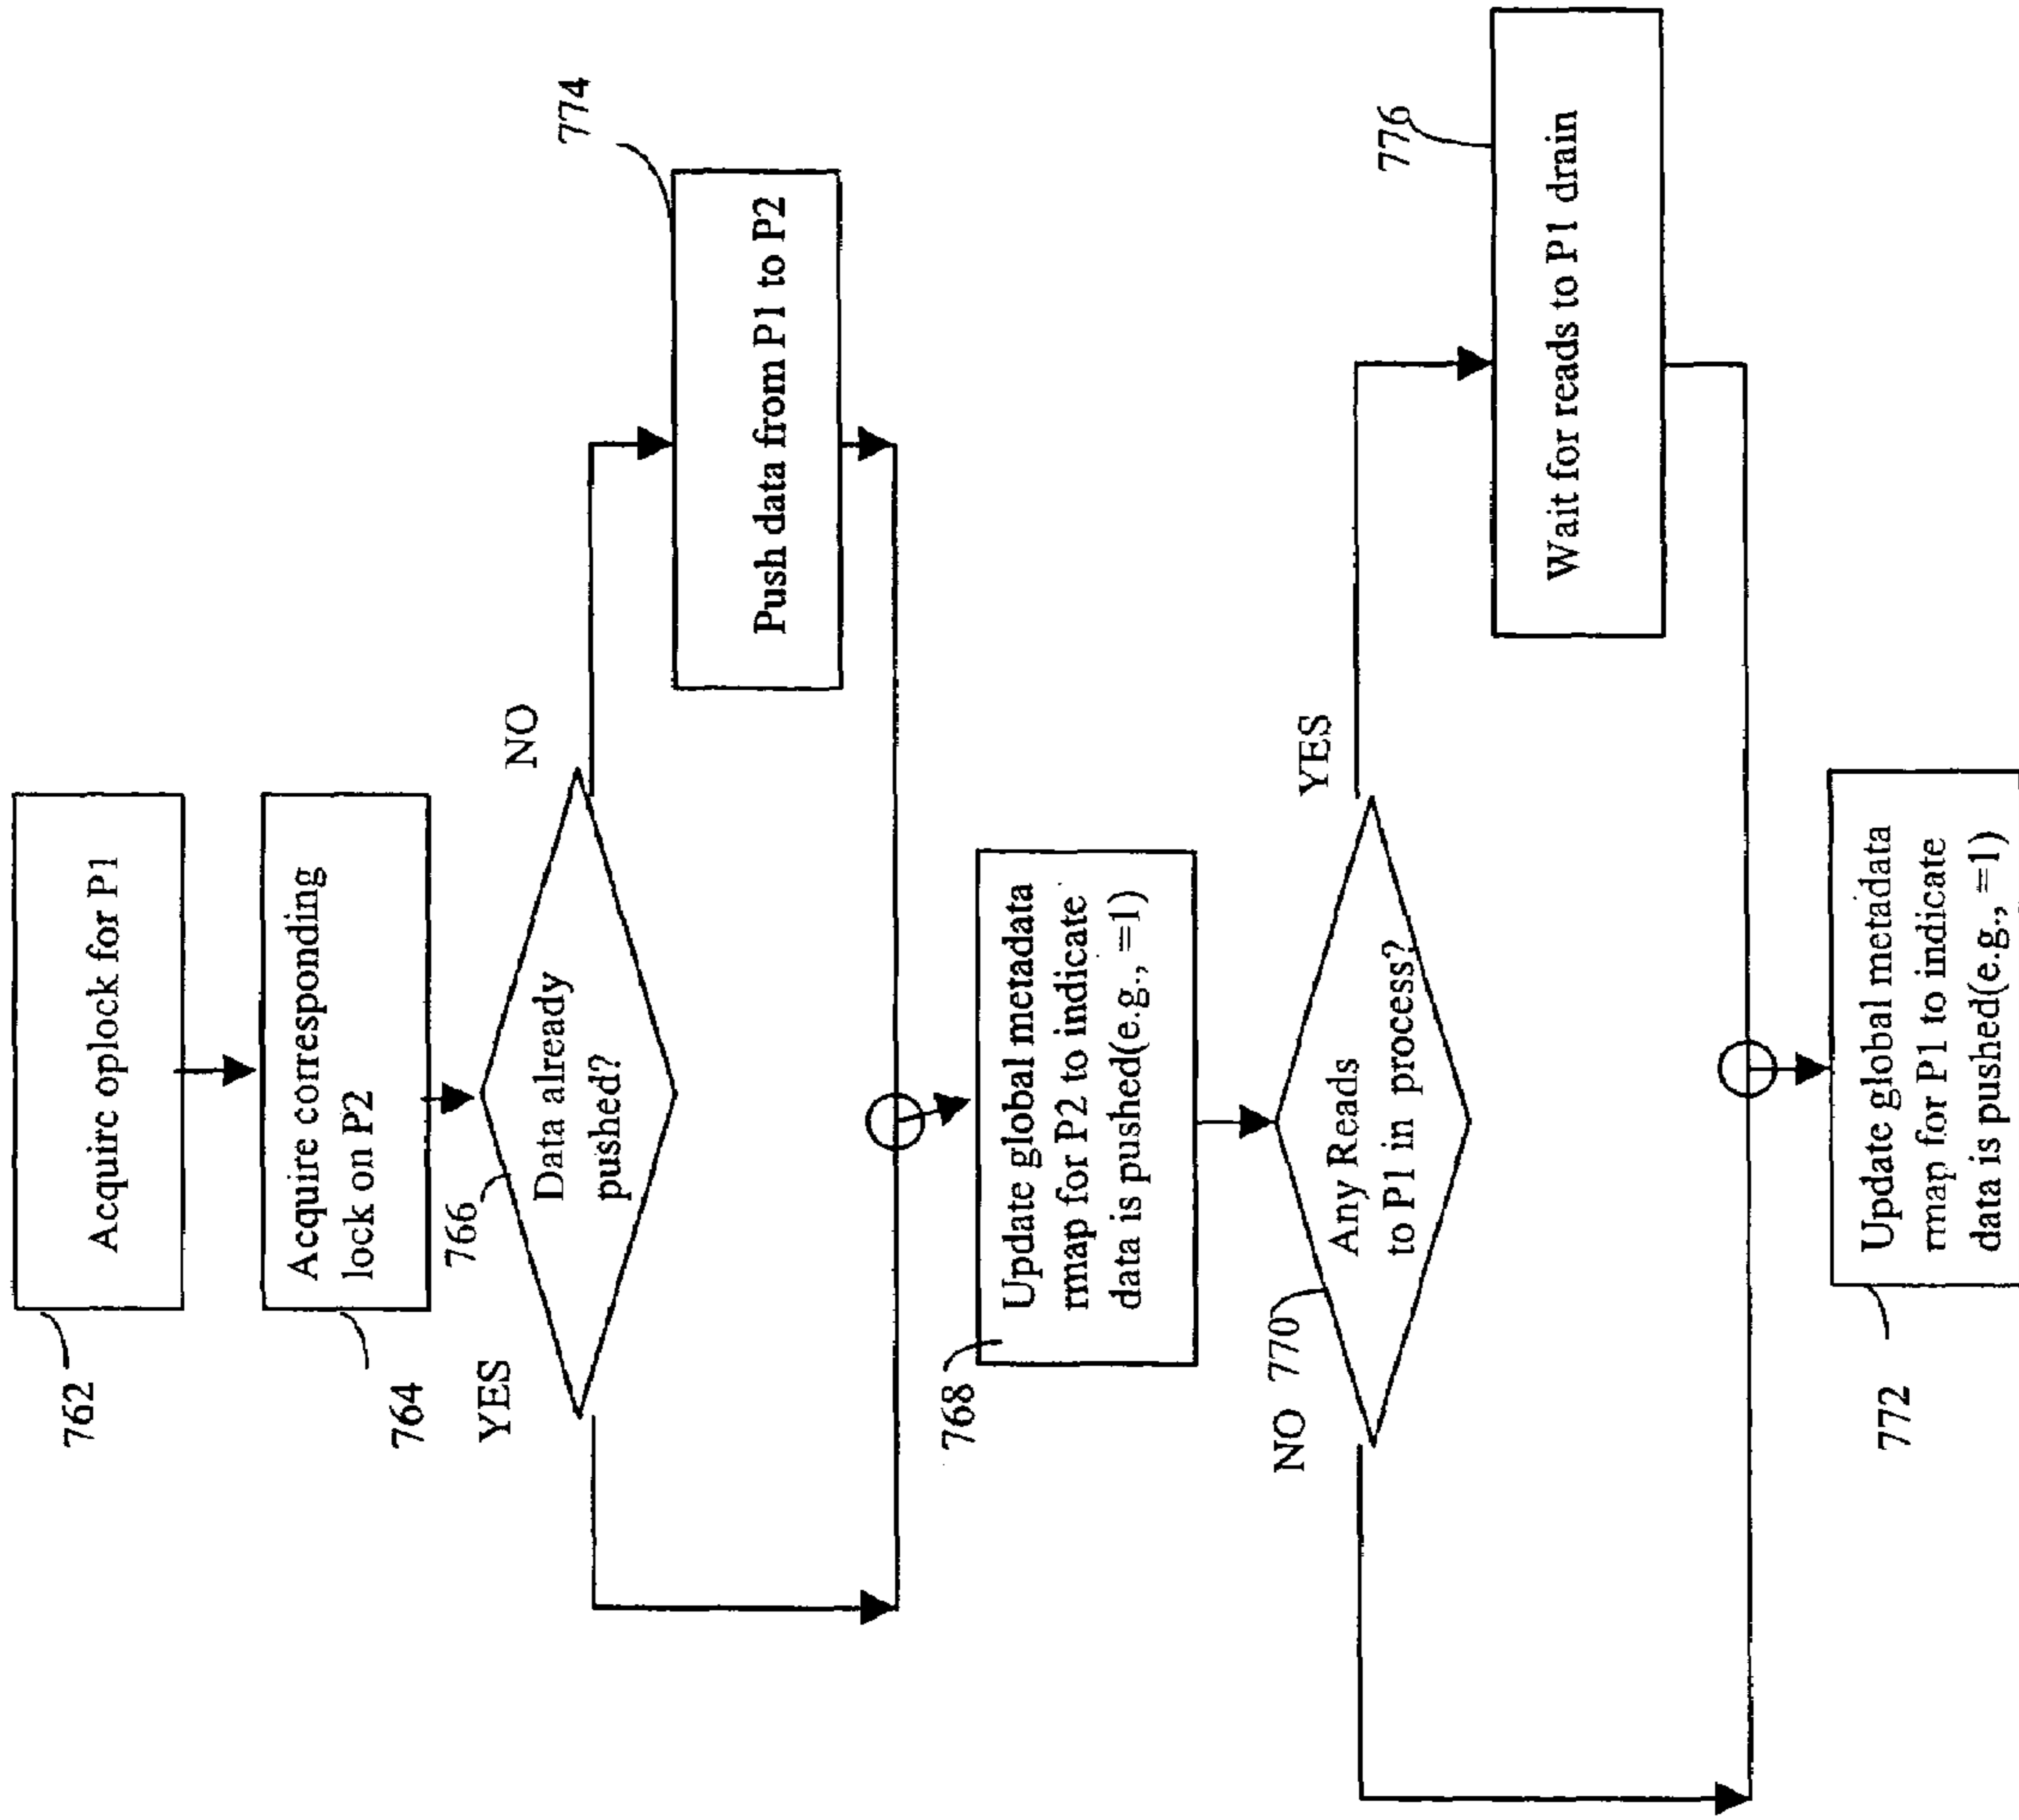 762
Acquire oplock for P1
764
Acquire corresponding
lock on P2
766
Data already
pushed?
YES
NO
774
Push data from P1 to P2
768
Update global metadata
rmap for P2 to indicate
data is pushed(e.g., =1)
770
Any Reads
to P1 in process?
NO
YES
776
Wait for reads to P1 drain
772
Update global metadata
rmap for P1 to indicate
data is pushed(e.g., =1)